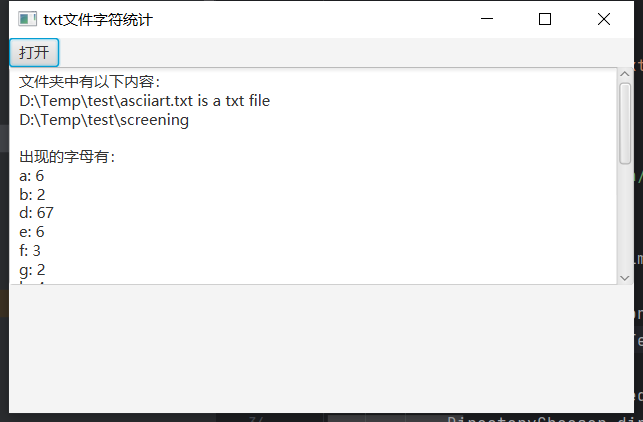 txt文件字符统计
打开
文件夹中有以下内容：
D:\Temp\test\asciiart.txt is a txt file
D:\Temp\test\screening
出现的字母有：
a: 6
b: 2
d: 67
e: 6
f: 3
g: 2